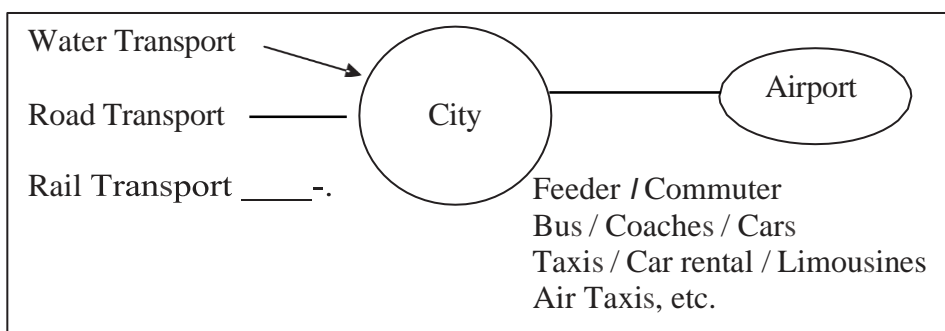 Water Transport
Road Transport
Rail Transport ____-.
City
Airport
Feeder / Commuter
Bus / Coaches / Cars
Taxis / Car rental / Limousines
Air Taxis, etc.